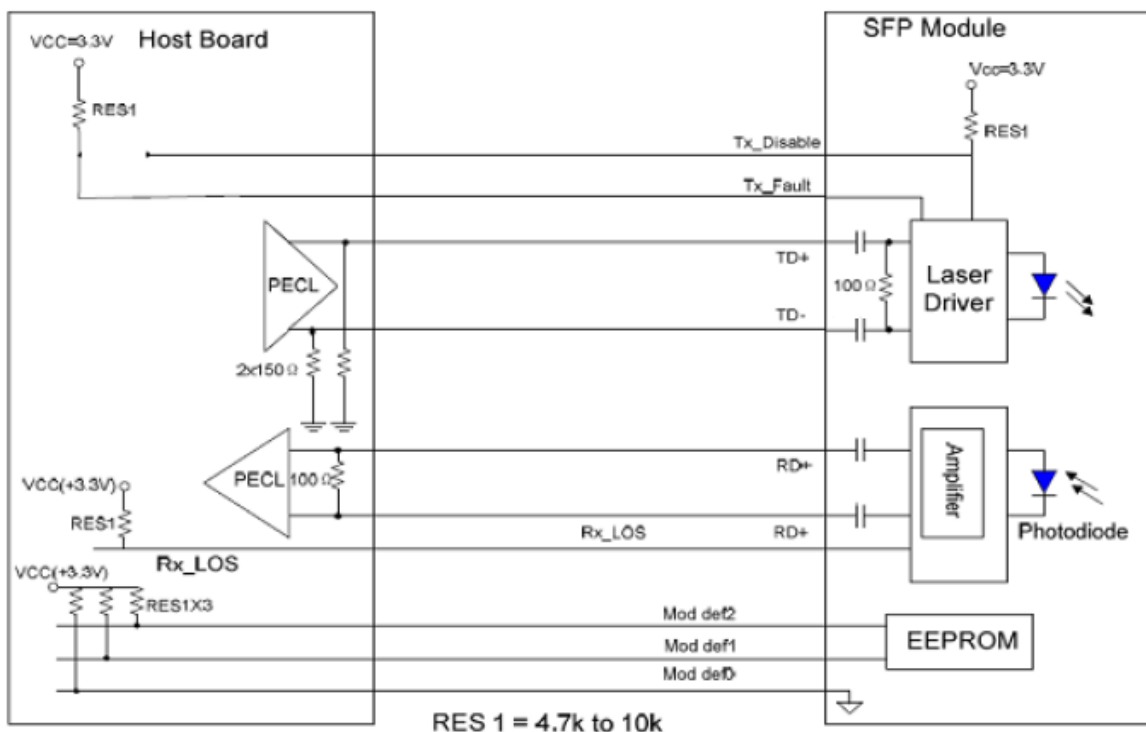 Host Board
SFP Module
VCC=3.3V
Vcc=3.3V
RES1
RES1
Tx_Disable
Tx_Fault
PECL
TD+
100 Ω
Laser
Driver
TD-
2x150 Ω
PECL
100 Ω
RD+
Amplifier
VCC(+3.3V)
RES1
Rx_LOS
RD+
Photodiode
Rx_LOS
VCC(+3.3V)
RES1X3
Mod def2
EEPROM
Mod def1
Mod def0
RES 1 = 4.7k to 10k